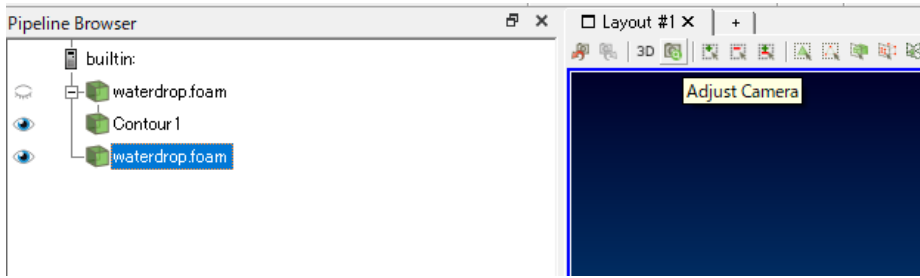 Pipeline Browser
builtin:
waterdrop.foam
Contour1
waterdrop.foam
Layout #1
+
3D
Adjust Camera